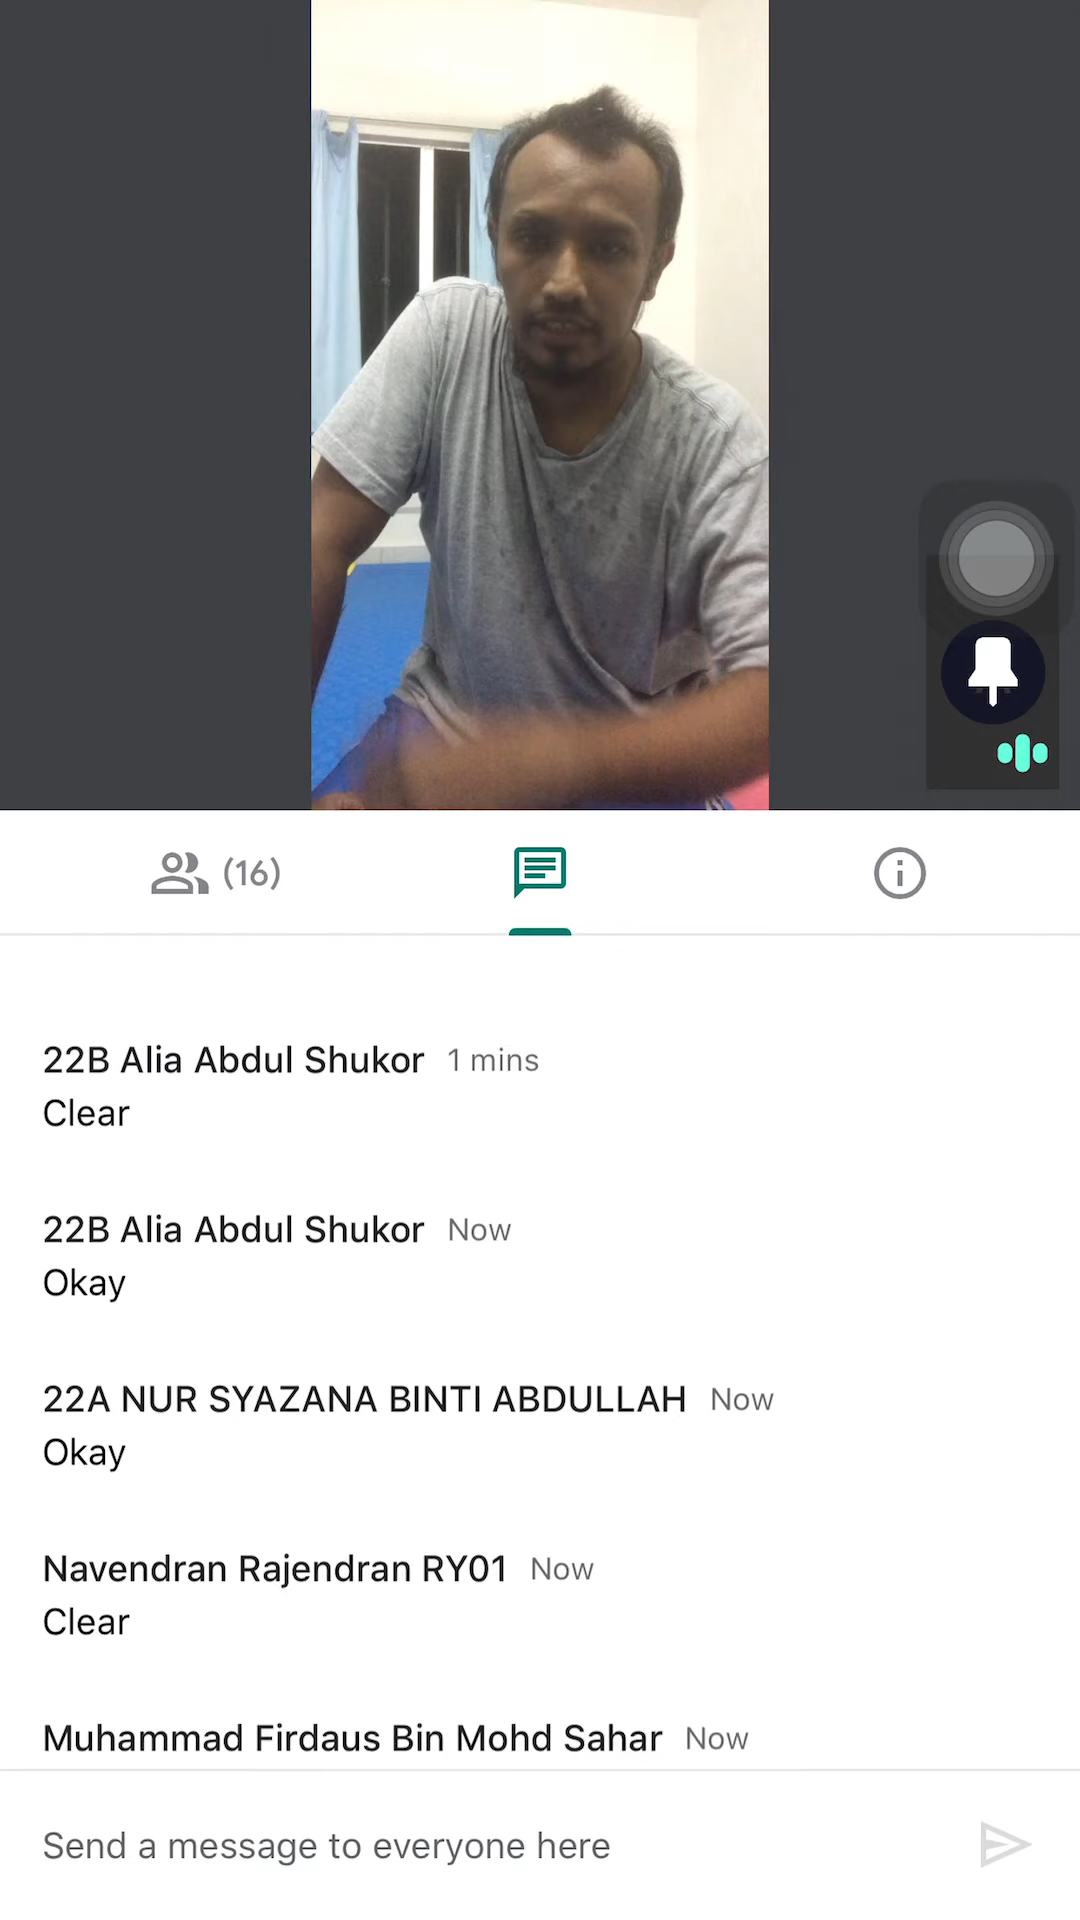 (16)
22B Alia Abdul Shukor 1 mins
Clear
22B Alia Abdul Shukor Now
Okay
22A NUR SYAZANA BINTI ABDULLAH Now
Okay
Navendran Rajendran RY01 Now
Clear
Muhammad Firdaus Bin Mohd Sahar Now
Send a message to everyone here